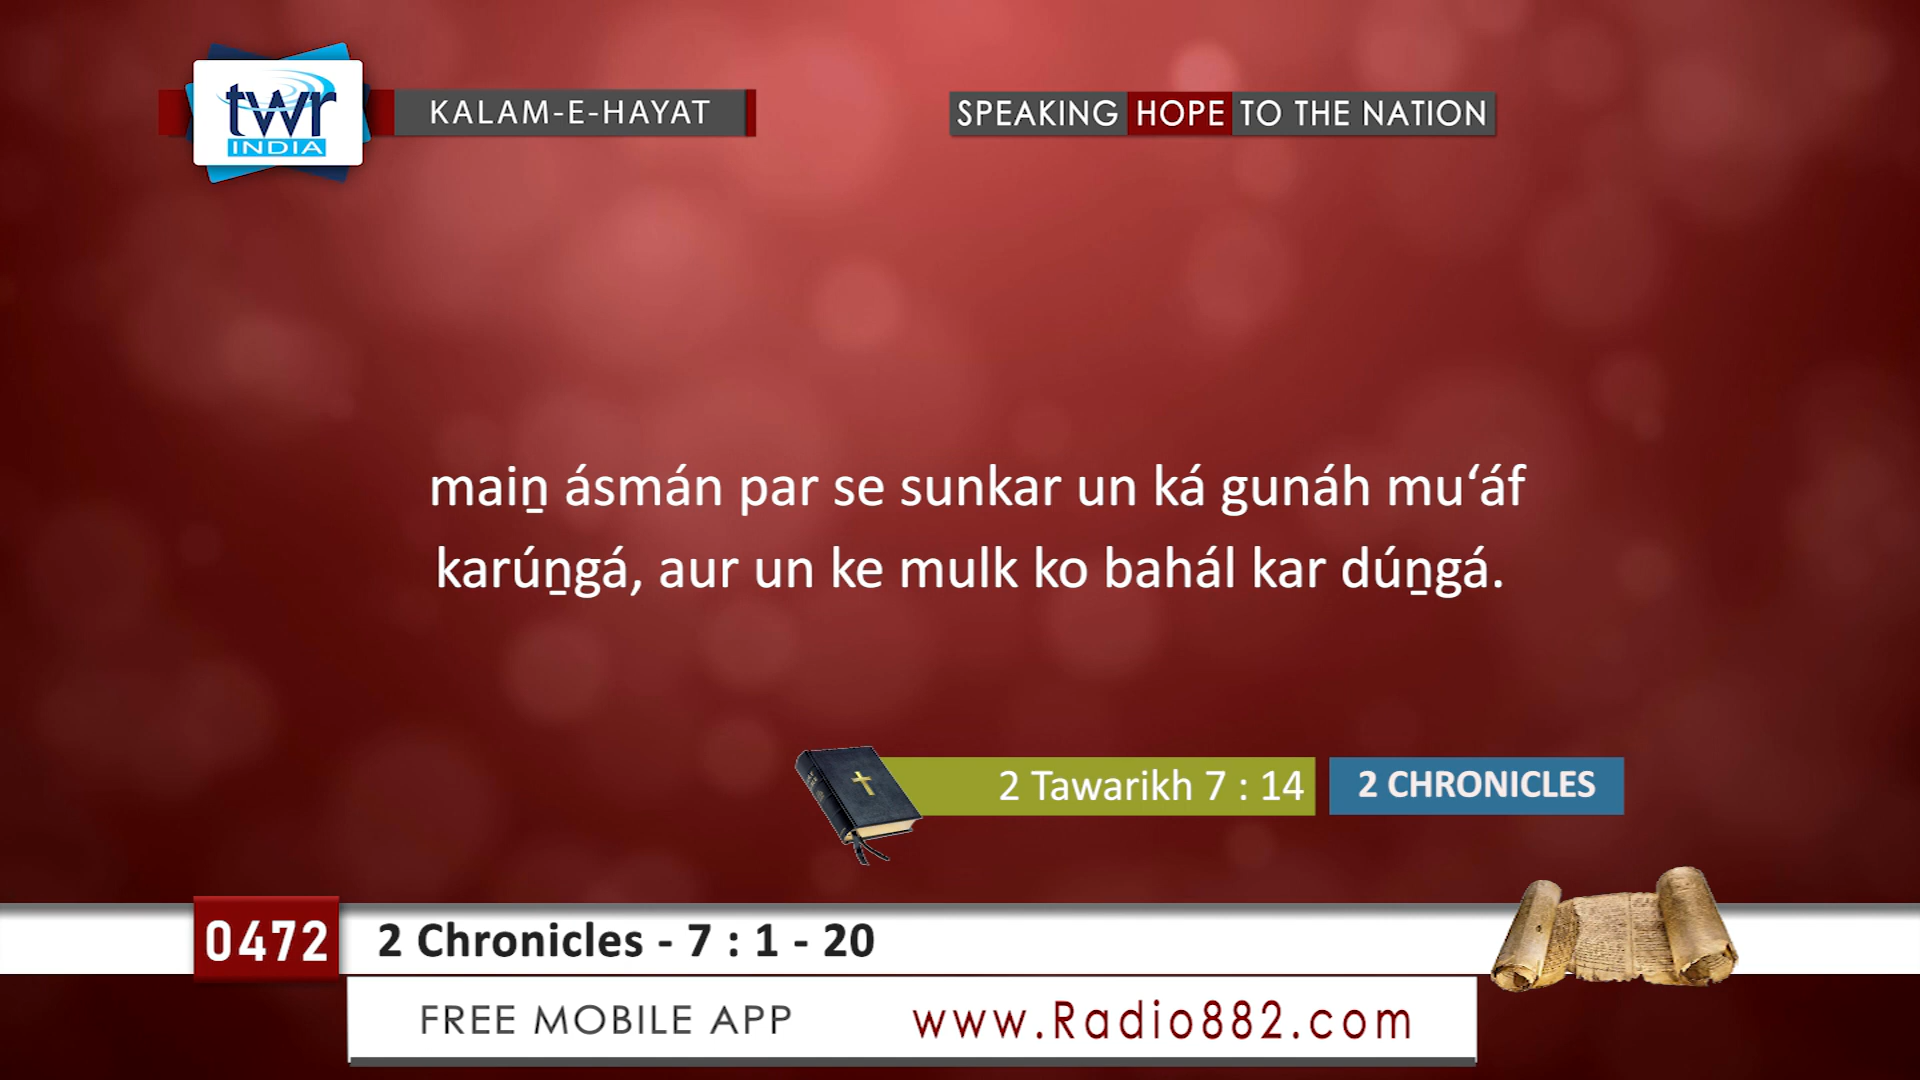 twr
INDIA
KALAM-E-HAYAT
SPEAKING HOPE TO THE NATION
maiṉ ásmán par se sunkar un ká gunáh mu‘áf
karúṉgá, aur un ke mulk ko bahál kar dúṉgá.
2 Tawarikh 7 : 14
2 CHRONICLES
0472
2 Chronicles - 7 : 1 - 20
FREE MOBILE APP
www.Radio882.com